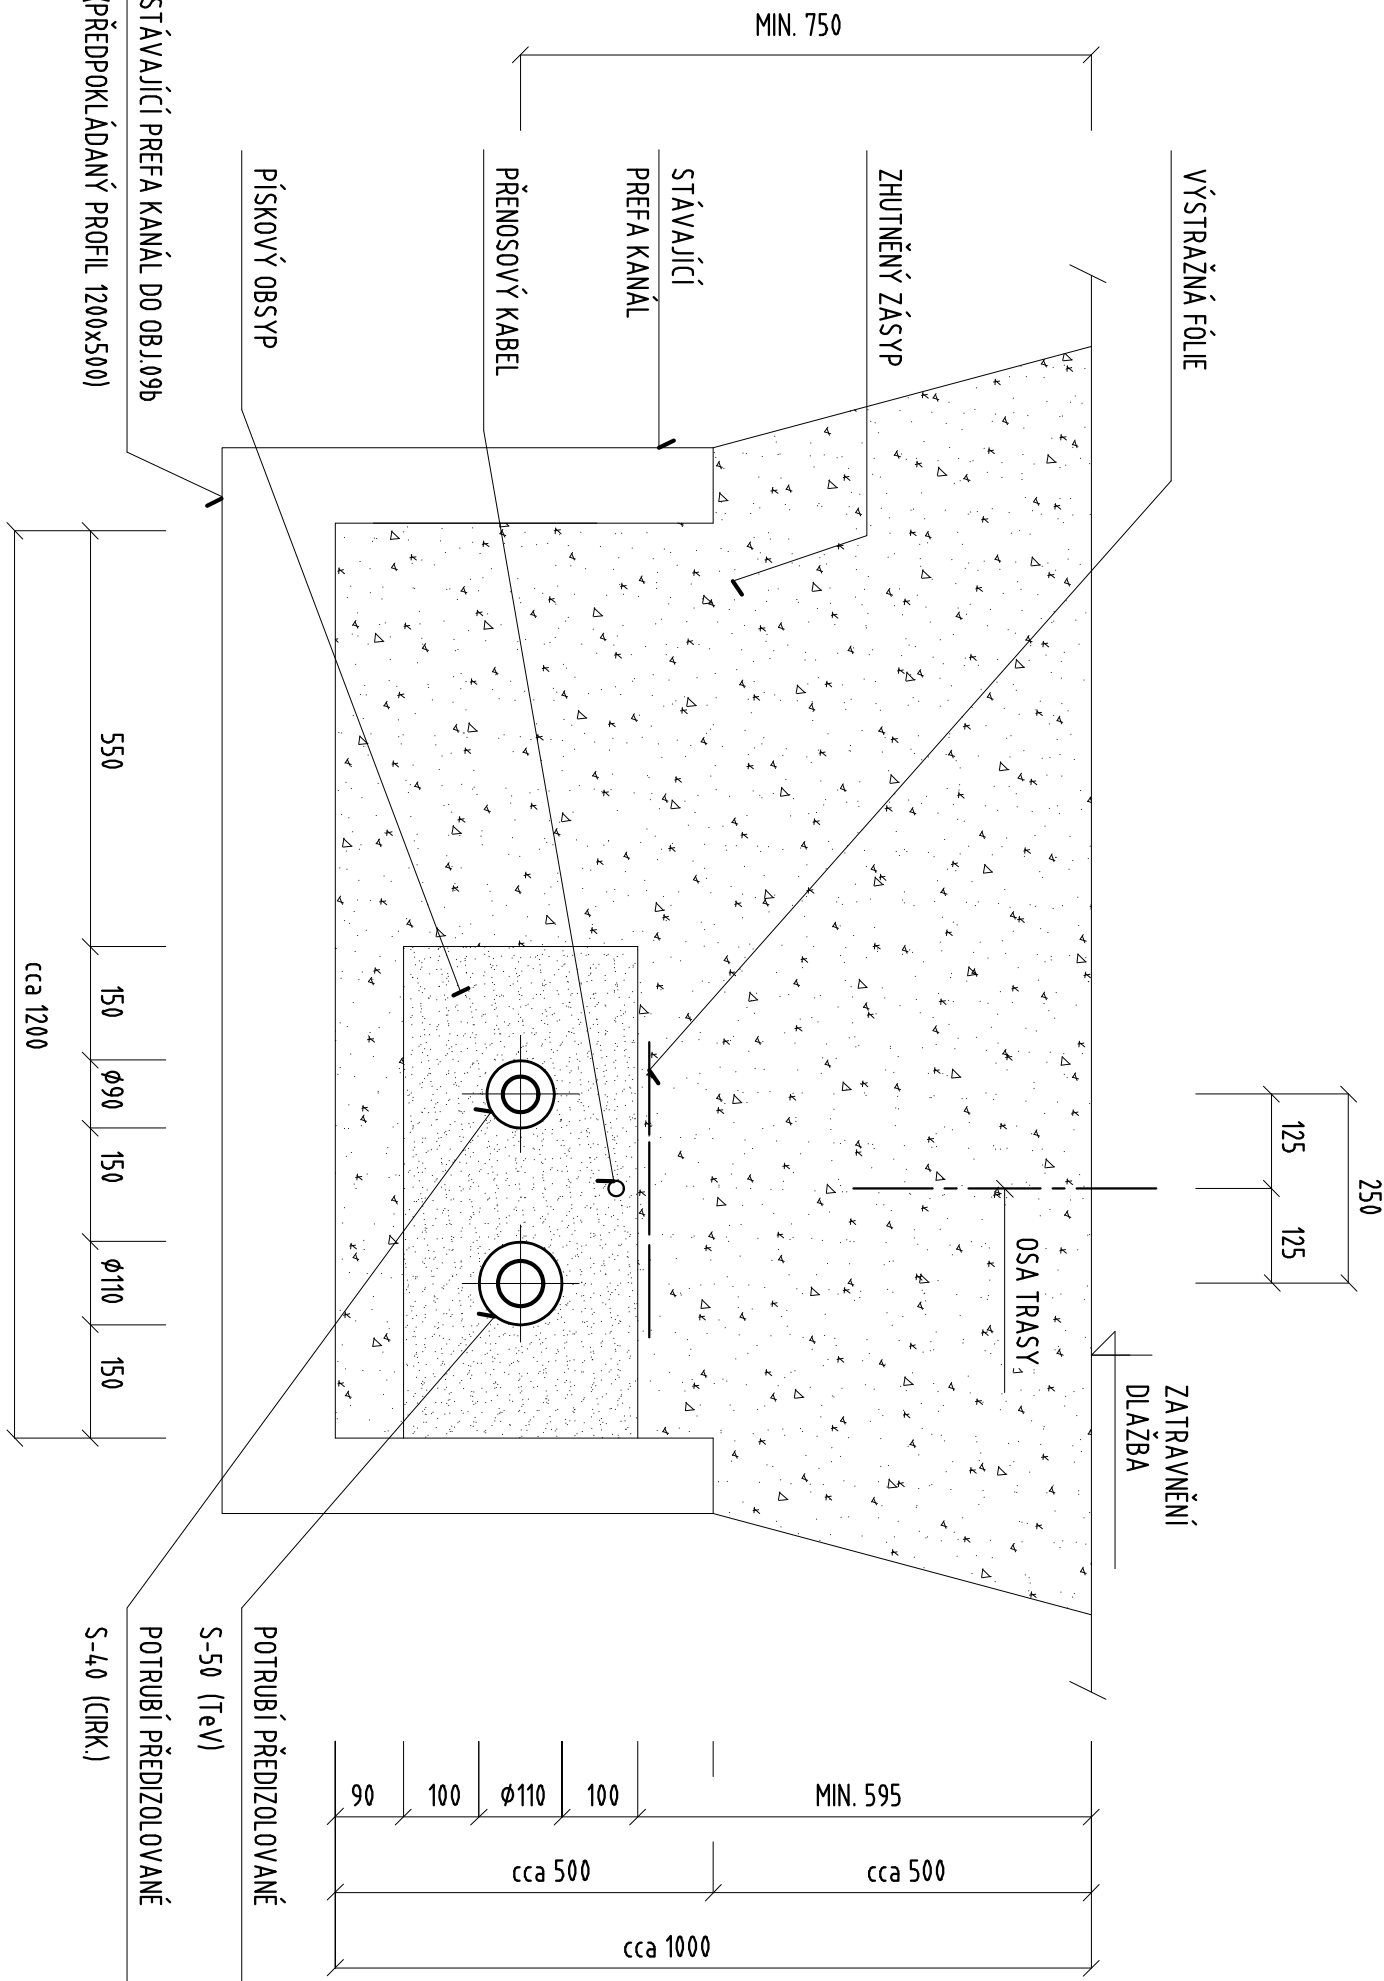 250
125
125
OSA TRASY
ZATRAVNĚNÍ
DLAŽBA
VÝSTRAŽNÁ FÓLIE
ZHUTNĚNÝ ZÁSYP
STÁVAJÍCÍ
PREFA KANÁL
PŘENOSOVÝ KABEL
PÍSKOVÝ OBSYP
STÁVAJÍCÍ PREFA KANÁL DO OBJ.09b
(PŘEDPOKLÁDANÝ PROFIL 1200x500)
MIN. 750
MIN. 595
100
Ø110
100
90
cca 500
cca 500
cca 1000
POTRUBÍ PŘEDIZOLOVANÉ
S-50 (TeV)
POTRUBÍ PŘEDIZOLOVANÉ
S-40 (CIRK.)
550
150
Ø90
150
Ø110
150
cca 1200